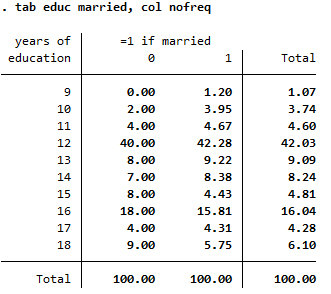 . tab educ married, col nofreq
years of =1 if married
education 0 1 Total
9 0.00 1.20 1.07
10 2.00 3.95 3.74
11 4.00 4.67 4.60
12 40.00 42.28 42.03
13 8.00 9.22 9.09
14 7.00 8.38 8.24
15 8.00 4.43 4.81
16 18.00 15.81 16.04
17 4.00 4.31 4.28
18 9.00 5.75 6.10
Total 100.00 100.00 100.00